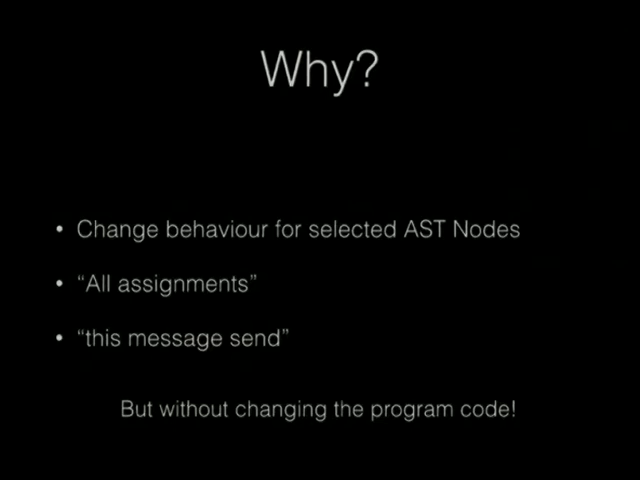 Why?
• Change behaviour for selected AST Nodes
• “All assignments”
• “this message send”
But without changing the program code!